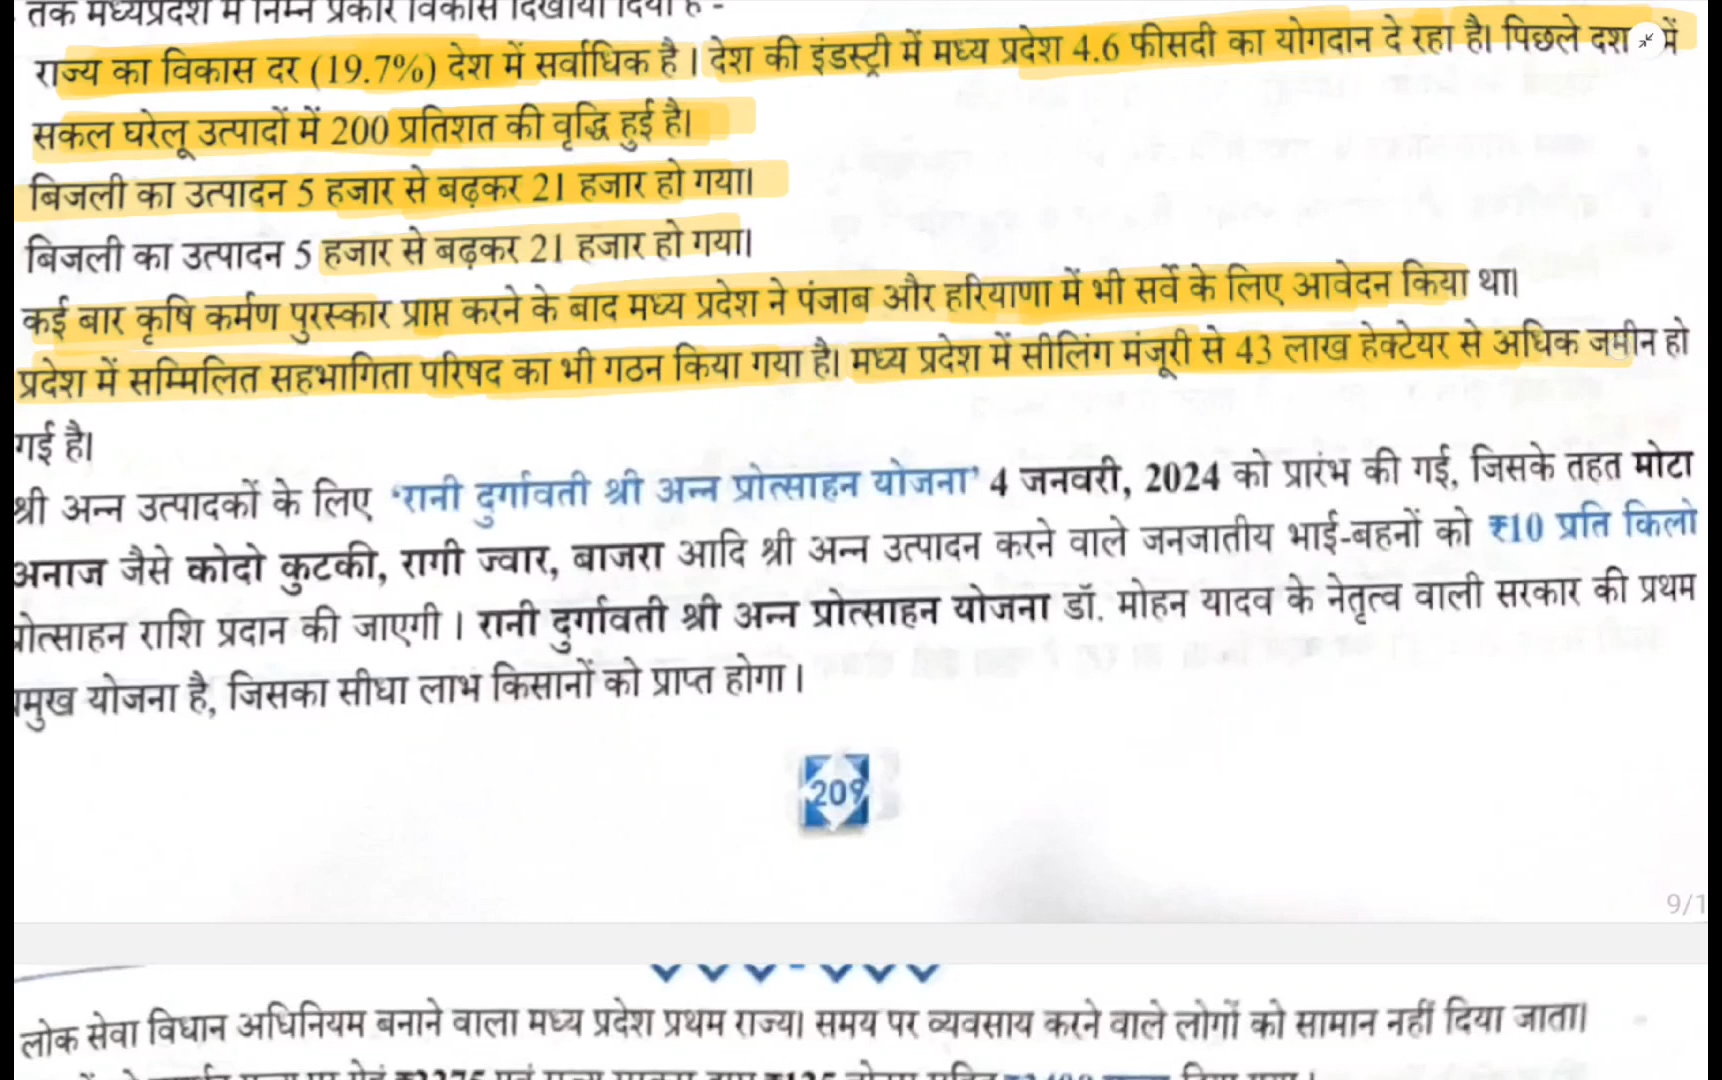 तक मध्यप्रदेश में निम्न प्रकार विकास दिखायी दिया है -
राज्य का विकास दर (19.7%) देश में सर्वाधिक है। देश की इंडस्ट्री में मध्य प्रदेश 4.6 फीसदी का योगदान दे रहा है। पिछले दश में
सकल घरेलू उत्पादों में 200 प्रतिशत की वृद्धि हुई है।
बिजली का उत्पादन 5 हजार से बढ़कर 21 हजार हो गया।
बिजली का उत्पादन 5 हजार से बढ़कर 21 हजार हो गया।
कई बार कृषि कर्मण पुरस्कार प्राप्त करने के बाद मध्य प्रदेश ने पंजाब और हरियाणा में भी सर्वे के लिए आवेदन किया था।
प्रदेश में सम्मिलित सहभागिता परिषद का भी गठन किया गया है। मध्य प्रदेश में सीलिंग मंजूरी से 43 लाख हेक्टेयर से अधिक जमीन हो
गई है।
श्री अन्न उत्पादकों के लिए ‘रानी दुर्गावती श्री अन्न प्रोत्साहन योजना’ 4 जनवरी, 2024 को प्रारंभ की गई, जिसके तहत मोटा
अनाज जैसे कोदो कुटकी, रागी ज्वार, बाजरा आदि श्री अन्न उत्पादन करने वाले जनजातीय भाई-बहनों को ₹10 प्रति किलो
प्रोत्साहन राशि प्रदान की जाएगी। रानी दुर्गावती श्री अन्न प्रोत्साहन योजना डॉ. मोहन यादव के नेतृत्व वाली सरकार की प्रथम
प्रमुख योजना है, जिसका सीधा लाभ किसानों को प्राप्त होगा।
209
9/1
लोक सेवा विधान अधिनियम बनाने वाला मध्य प्रदेश प्रथम राज्य। समय पर व्यवसाय करने वाले लोगों को सामान नहीं दिया जाता।